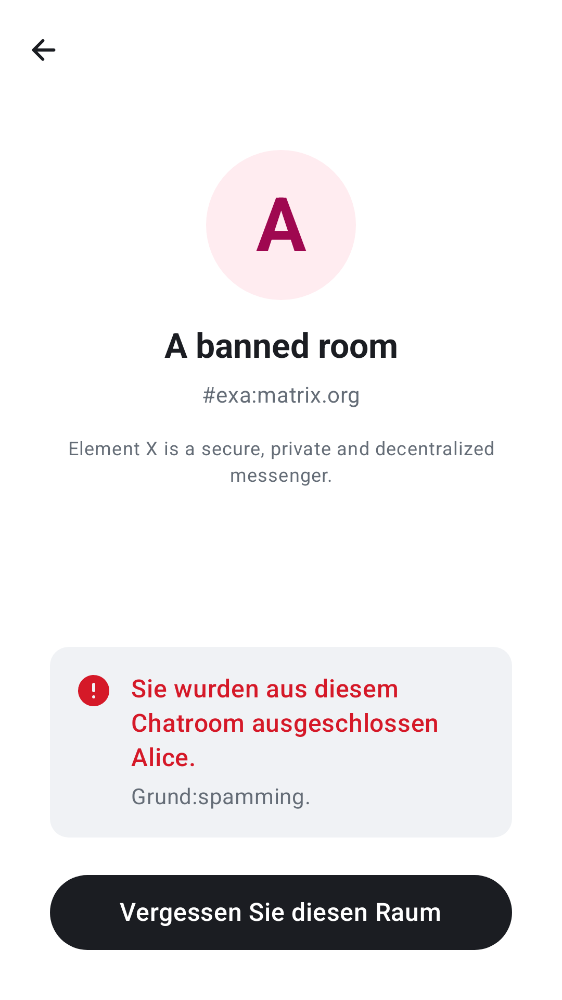 A
A banned room
#exa:matrix.org
Element X is a secure, private and decentralized
messenger.
Sie wurden aus diesem
Chatroom ausgeschlossen
Alice.
Grund:spamming.
Vergessen Sie diesen Raum